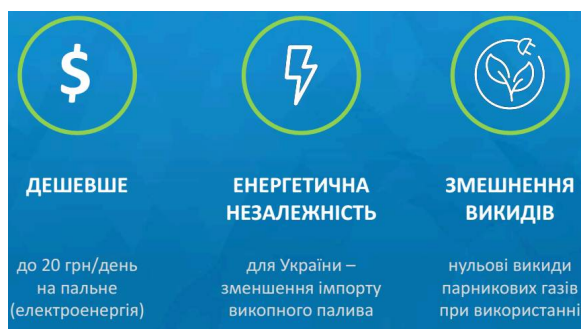 $
ДЕШЕВШЕ
до 20 грн/день
на пальне
(електроенергія)
ЕНЕРГЕТИЧНА
НЕЗАЛЕЖНІСТЬ
для України –
зменшення імпорту
викопного палива
ЗМЕШНЕННЯ
ВИКИДІВ
нульові викиди
парникових газів
при використанні